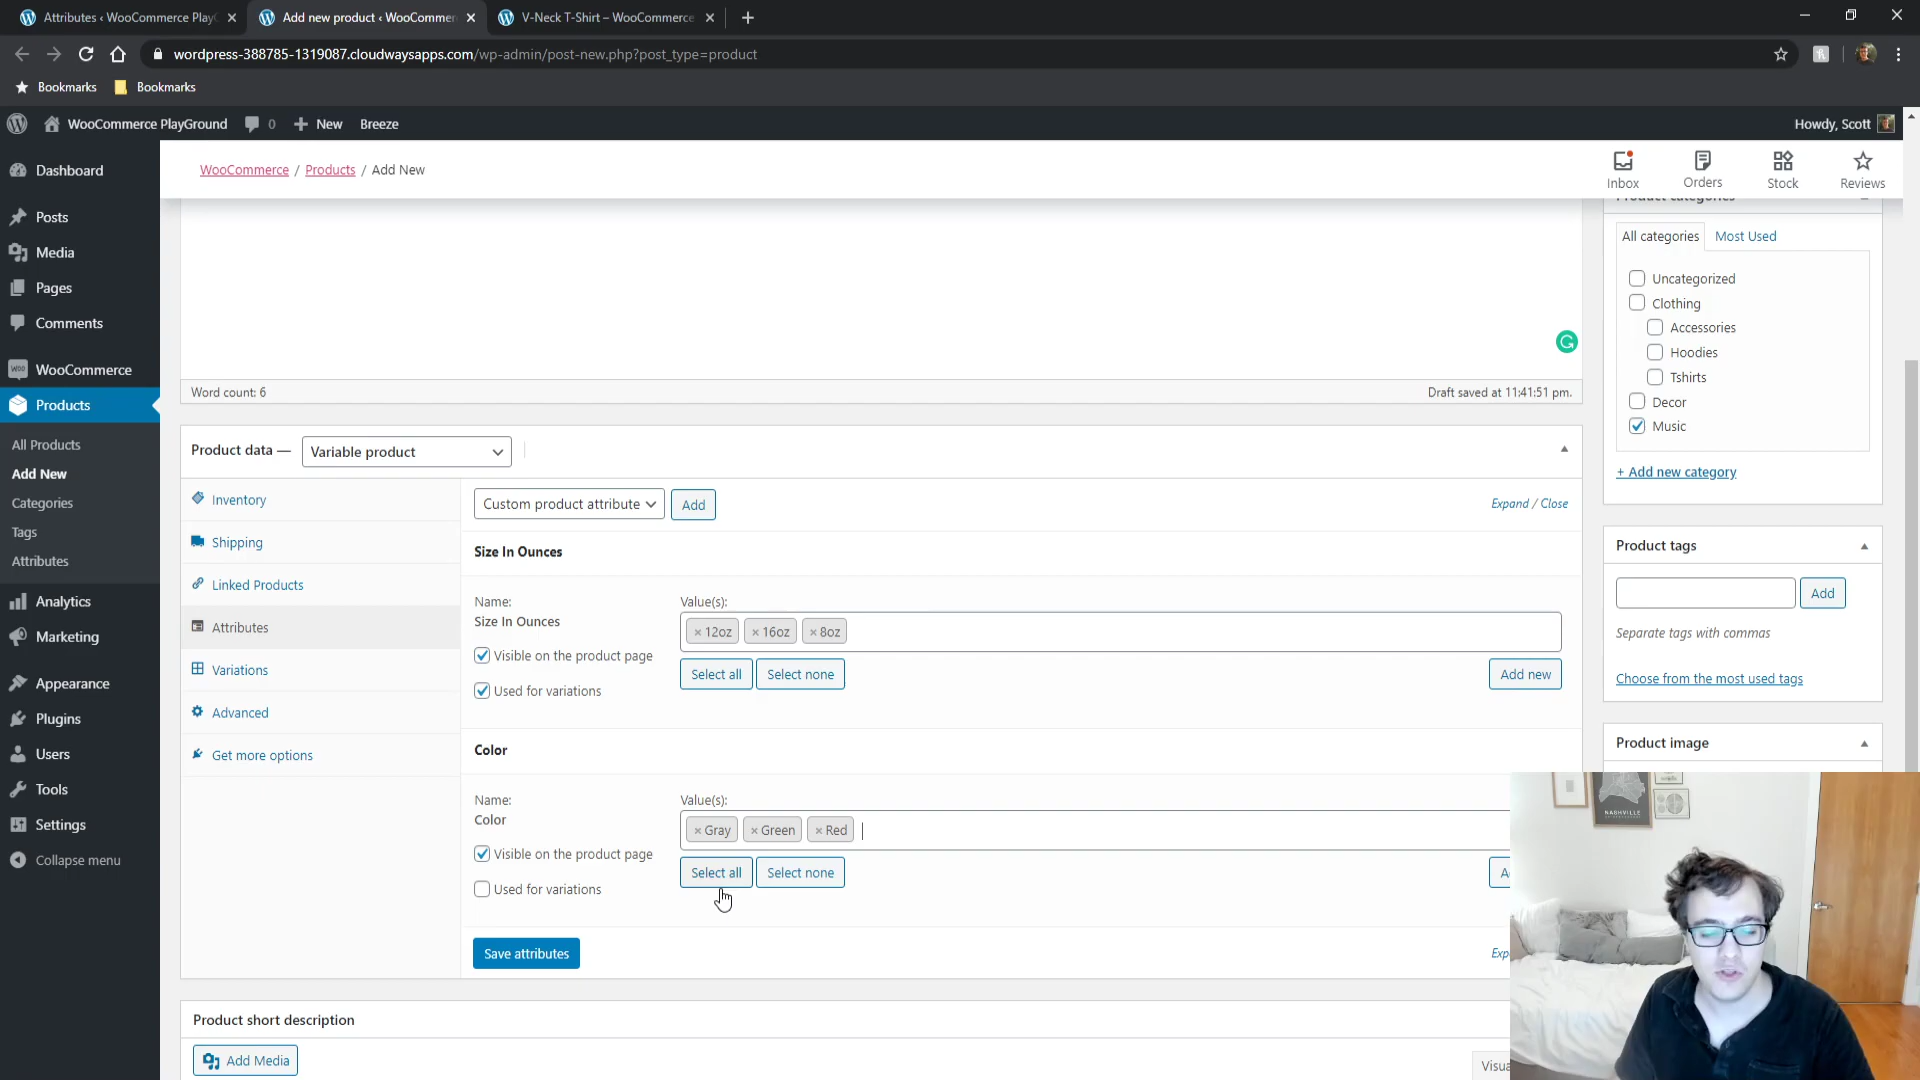 Attributes ‹ WooCommerce Play
Add new product ‹ WooCommer
V-Neck T-Shirt – WooCommerce
wordpress-388785-1319087.cloudwaysapps.com/wp-admin/post-new.php?post_type=product
Bookmarks
Bookmarks
WooCommerce PlayGround
0
New
Breeze
Howdy, Scott
WooCommerce / Products / Add New
Inbox
Orders
Stock
Reviews
Dashboard
Posts
Media
Pages
Comments
WooCommerce
Products
All Products
Add New
Categories
Tags
Attributes
Analytics
Marketing
Appearance
Plugins
Users
Tools
Settings
Collapse menu
Word count: 6
Draft saved at 11:41:51 pm.
Product data —
Variable product
Inventory
Shipping
Linked Products
Attributes
Variations
Advanced
Get more options
Custom product attribute
Add
Expand / Close
Size In Ounces
Name:
Size In Ounces
Visible on the product page
Used for variations
Value(s):
× 12oz × 16oz × 8oz
Select all
Select none
Add new
Color
Name:
Color
Visible on the product page
Used for variations
Value(s):
× Gray × Green × Red
Select all
Select none
A
Save attributes
Exp
Product short description
Add Media
Visua
Product categories
All categories
Most Used
Uncategorized
Clothing
Accessories
Hoodies
Tshirts
Decor
Music
+ Add new category
Product tags
Add
Separate tags with commas
Choose from the most used tags
Product image
NASHVILLE